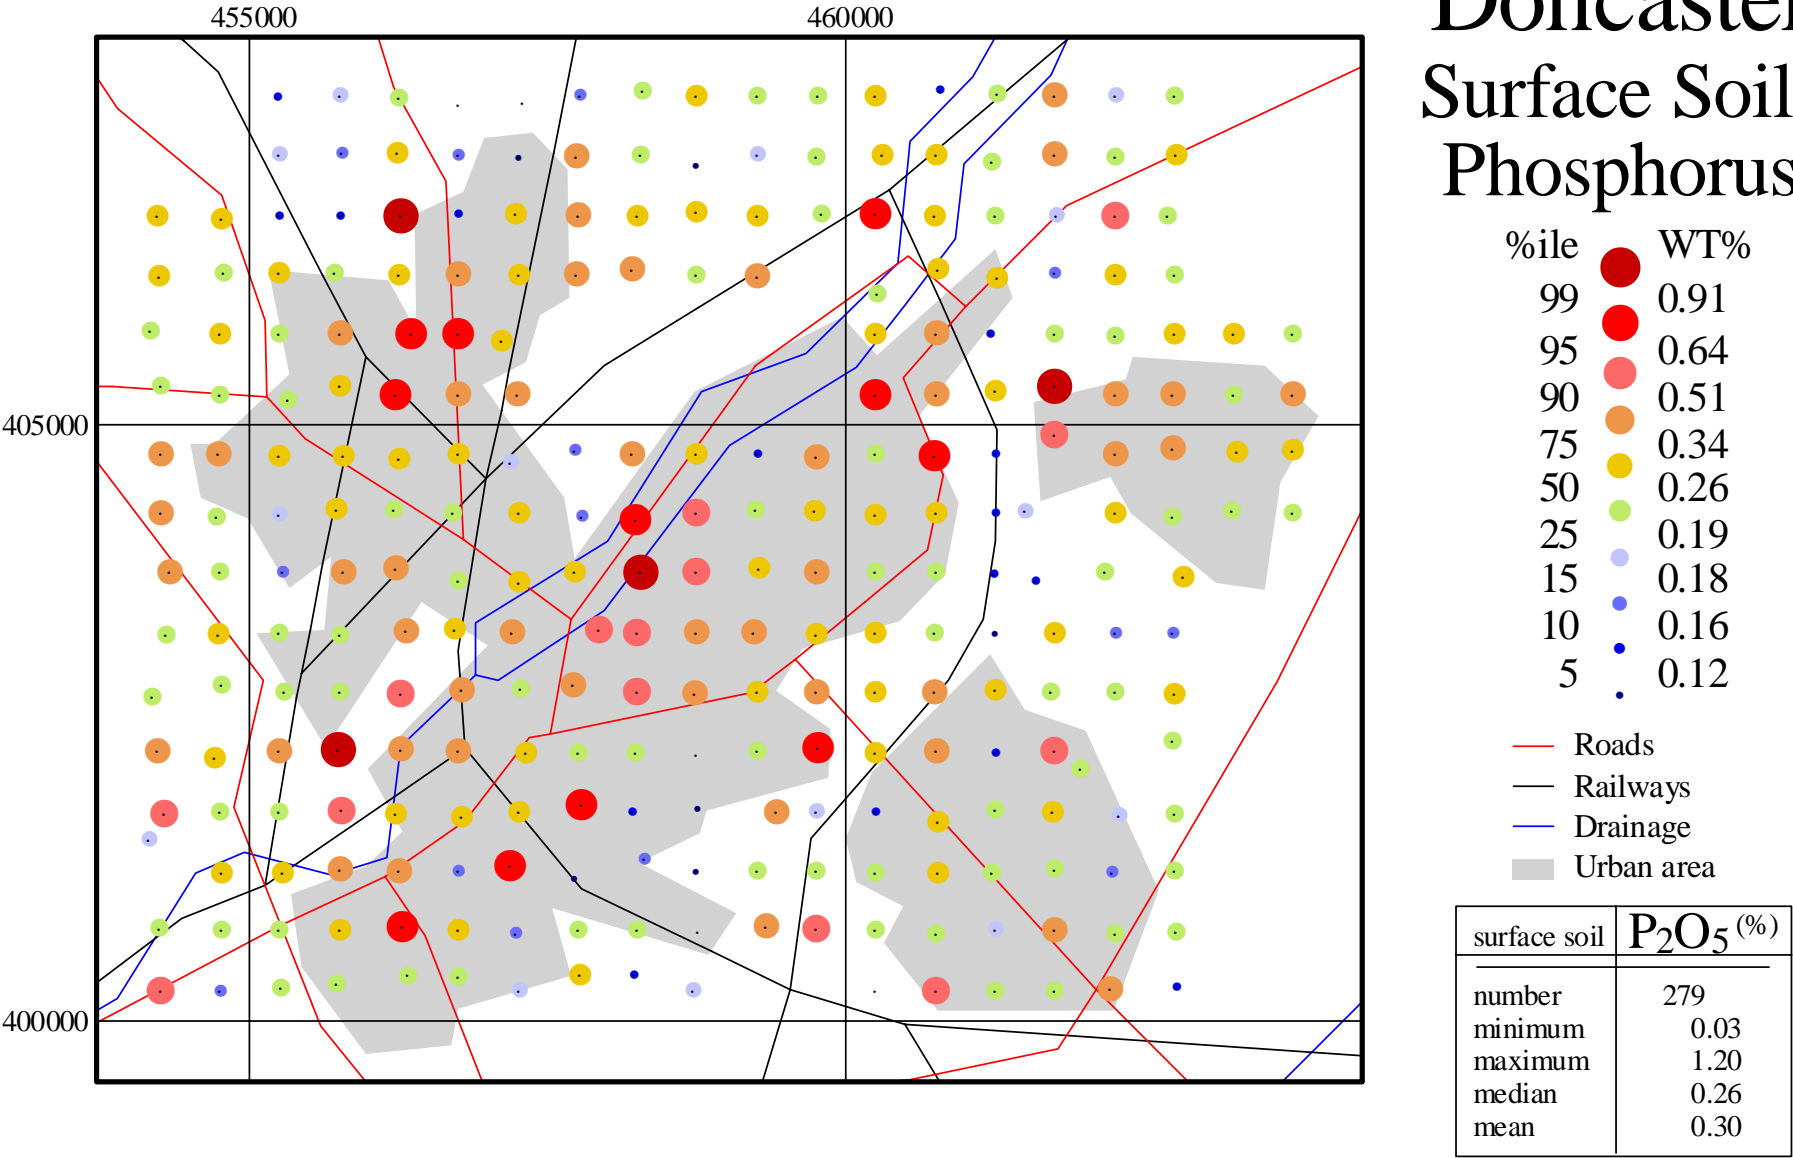 455000 460000
Doncaster
Surface Soil
Phosphorus
%ile WT%
99 0.91
95 0.64
90 0.51
75 0.34
405000
50 0.26
25 0.19
15 0.18
10 0.16
5 0.12
Roads
Railways
Drainage
Urban area
surface soil P₂O₅ (%)
number 279
minimum 0.03
400000
maximum 1.20
median 0.26
mean 0.30